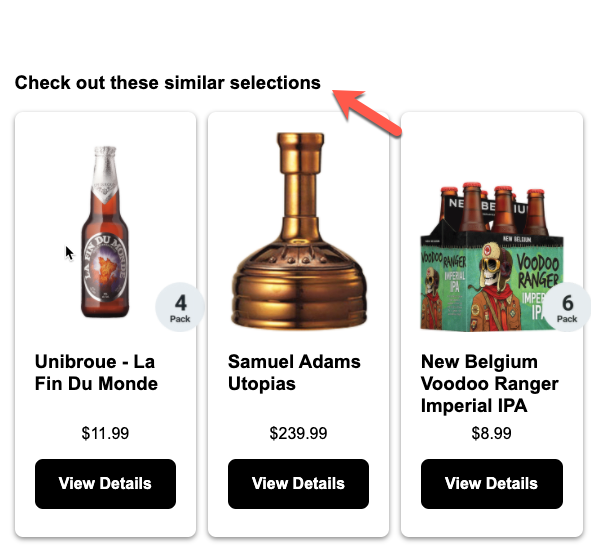 Check out these similar selections
LA FIN DU MONDE
4
Pack
NEW BELGIUM
VOODOO
RANGER
IMPERIAL
IPA
VOODOO
RANGER
6
Pack
Unibroue - La
Fin Du Monde
Samuel Adams
Utopias
New Belgium
Voodoo Ranger
Imperial IPA
$11.99
$239.99
$8.99
View Details
View Details
View Details